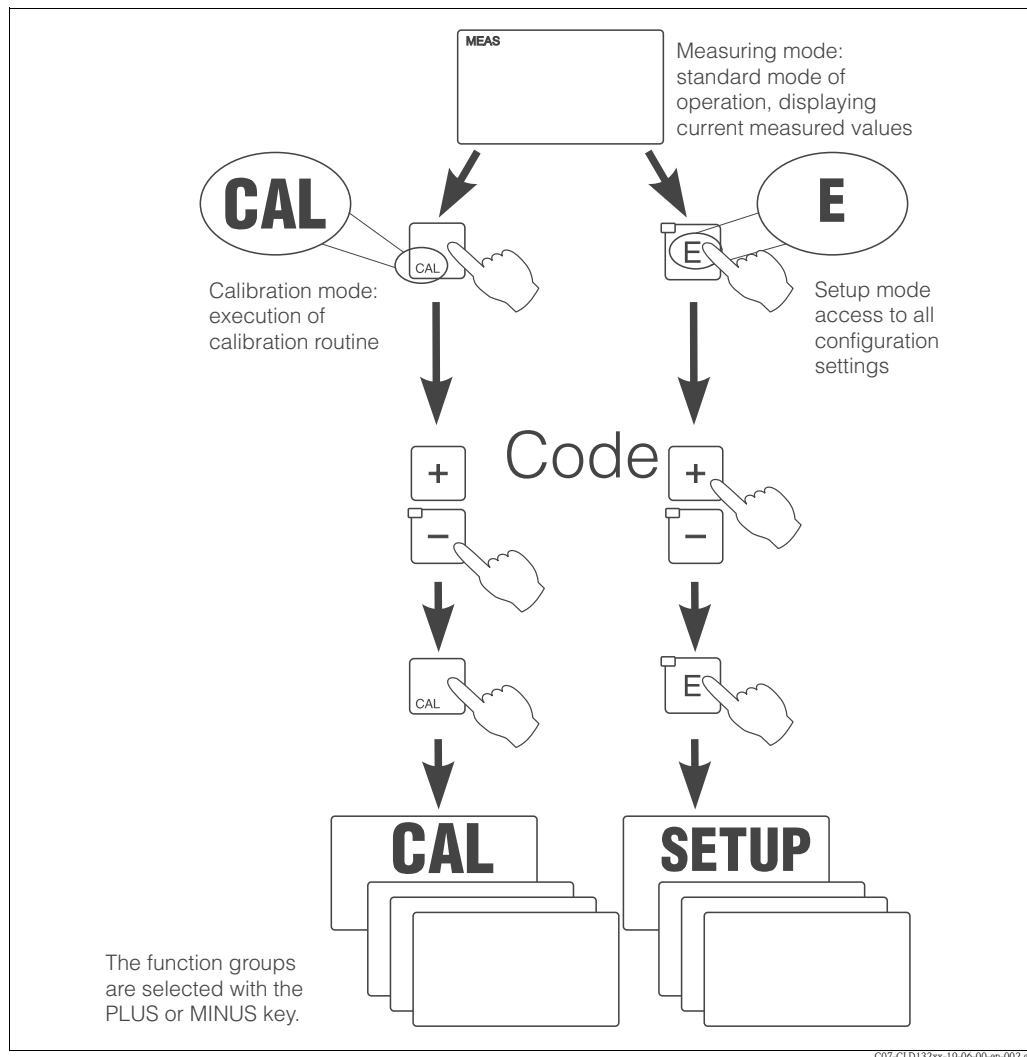 MEAS
Measuring mode:
standard mode of
operation, displaying
current measured values
CAL
E
CAL
E
Calibration mode:
execution of
calibration routine
Setup mode
access to all
configuration
settings
+
Code
+
−
−
CAL
E
CAL
SETUP
The function groups
are selected with the
PLUS or MINUS key.